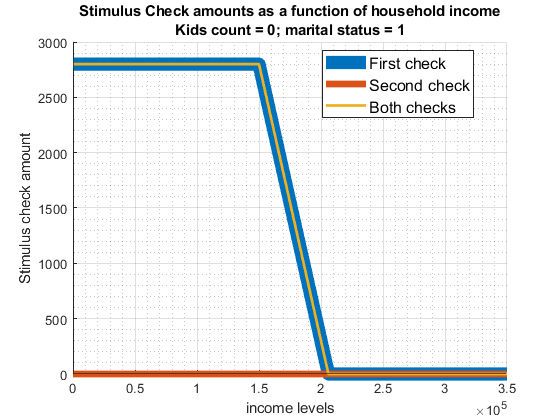 Stimulus Check amounts as a function of household income
Kids count = 0; marital status = 1
3000
2500
2000
1500
1000
500
0
Stimulus check amount
First check
Second check
Both checks
0
0.5
1
1.5
2
2.5
3
3.5
×10⁵
income levels